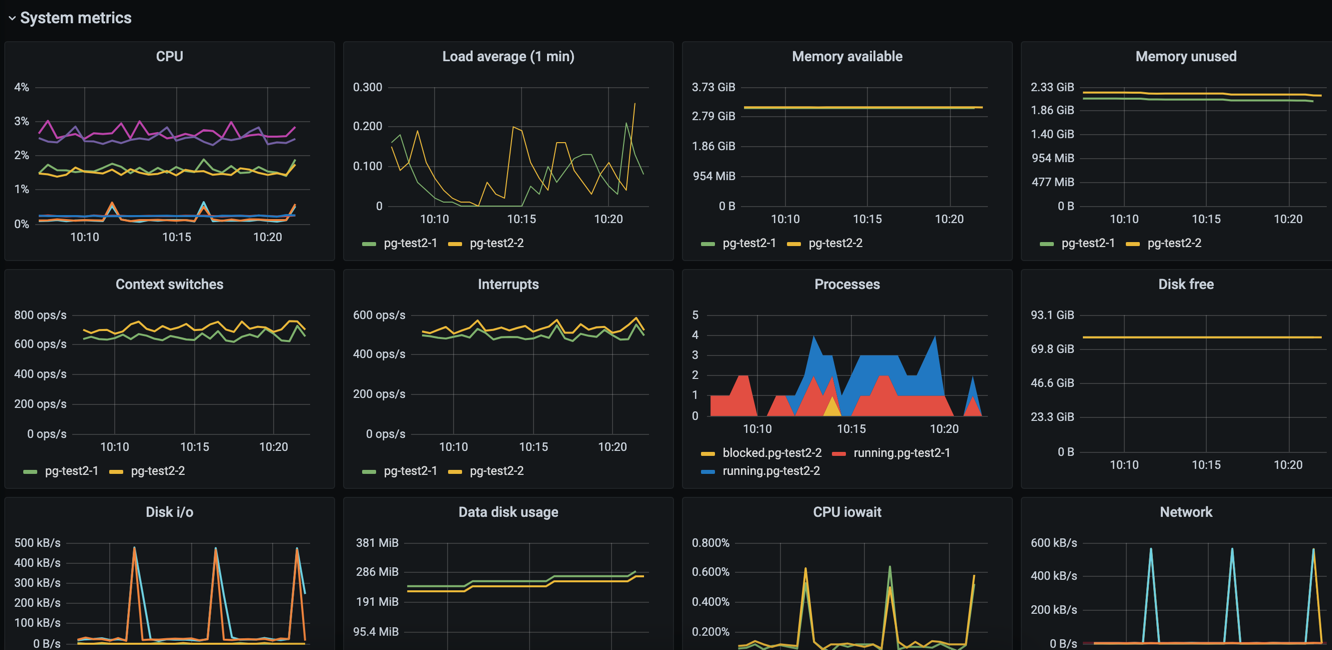 System metrics
CPU
4%
3%
2%
1%
0%
10:10 10:15 10:20
Load average (1 min)
0.300
0.200
0.100
0
10:10 10:15 10:20
pg-test2-1 pg-test2-2
Memory available
3.73 GiB
2.79 GiB
1.86 GiB
954 MiB
0 B
10:10 10:15 10:20
pg-test2-1 pg-test2-2
Memory unused
2.33 GiB
1.86 GiB
1.40 GiB
954 MiB
477 MiB
0 B
10:10 10:15 10:20
pg-test2-1 pg-test2-2
Context switches
800 ops/s
600 ops/s
400 ops/s
200 ops/s
0 ops/s
10:10 10:15 10:20
pg-test2-1 pg-test2-2
Interrupts
600 ops/s
400 ops/s
200 ops/s
0 ops/s
10:10 10:15 10:20
pg-test2-1 pg-test2-2
Processes
5
4
3
2
1
0
10:10 10:15 10:20
blocked.pg-test2-2 running.pg-test2-1
running.pg-test2-2
Disk free
93.1 GiB
69.8 GiB
46.6 GiB
23.3 GiB
0 B
10:10 10:15 10:20
Disk i/o
500 kB/s
400 kB/s
300 kB/s
200 kB/s
100 kB/s
0 B/s
Data disk usage
381 MiB
286 MiB
191 MiB
95.4 MiB
CPU iowait
0.800%
0.600%
0.400%
0.200%
Network
600 kB/s
400 kB/s
200 kB/s
0 B/s